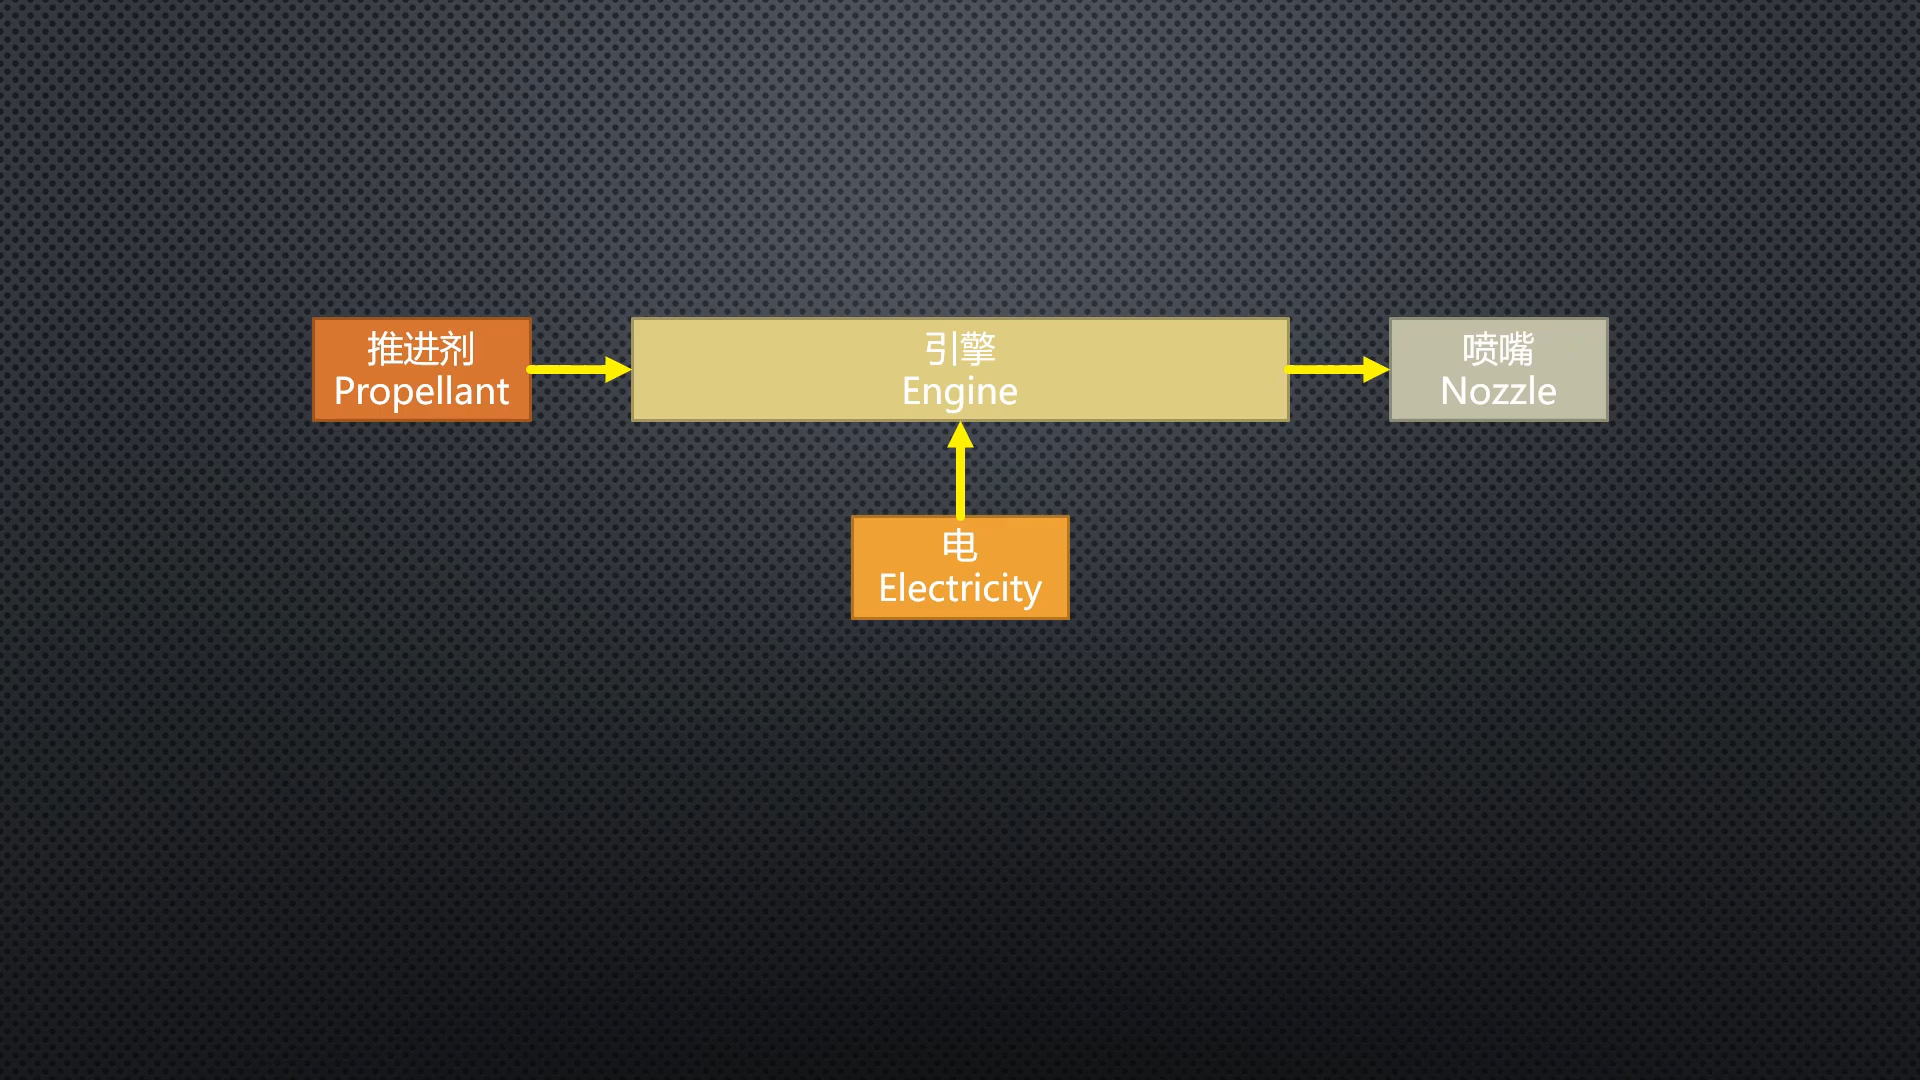 推进剂
Propellant
引擎
Engine
喷嘴
Nozzle
电
Electricity